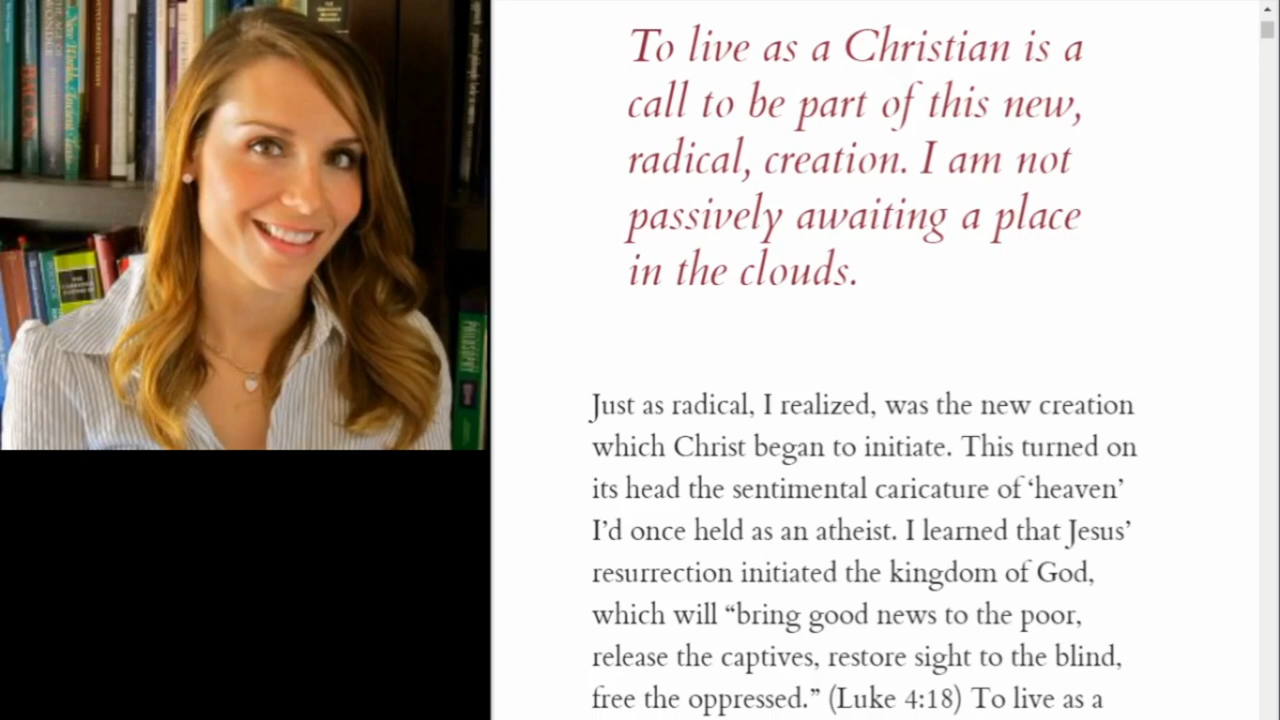 To live as a Christian is a
call to be part of this new,
radical, creation. I am not
passively awaiting a place
in the clouds.
Just as radical, I realized, was the new creation
which Christ began to initiate. This turned on
its head the sentimental caricature of ‘heaven’
I’d once held as an atheist. I learned that Jesus’
resurrection initiated the kingdom of God,
which will “bring good news to the poor,
release the captives, restore sight to the blind,
free the oppressed.” (Luke 4:18) To live as a
BACON
PHILOSOPHY